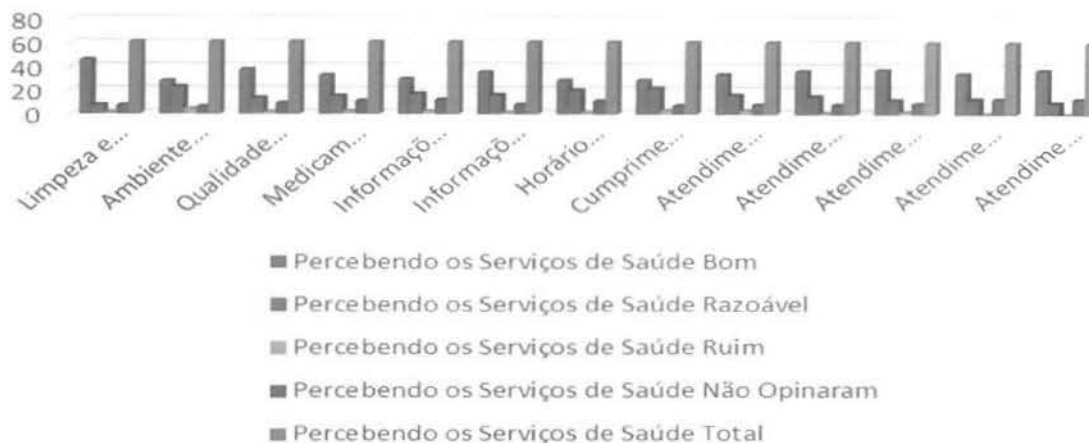 80
60
40
20
0
Limpeza e...
Ambiente...
Qualidade...
Medicam...
Informaçõ...
Informaçõ...
Horário...
Cumprime...
Atendime...
Atendime...
Atendime...
Atendime...
Atendime...
Percebendo os Serviços de Saúde Bom
Percebendo os Serviços de Saúde Razoável
Percebendo os Serviços de Saúde Ruim
Percebendo os Serviços de Saúde Não Opinaram
Percebendo os Serviços de Saúde Total